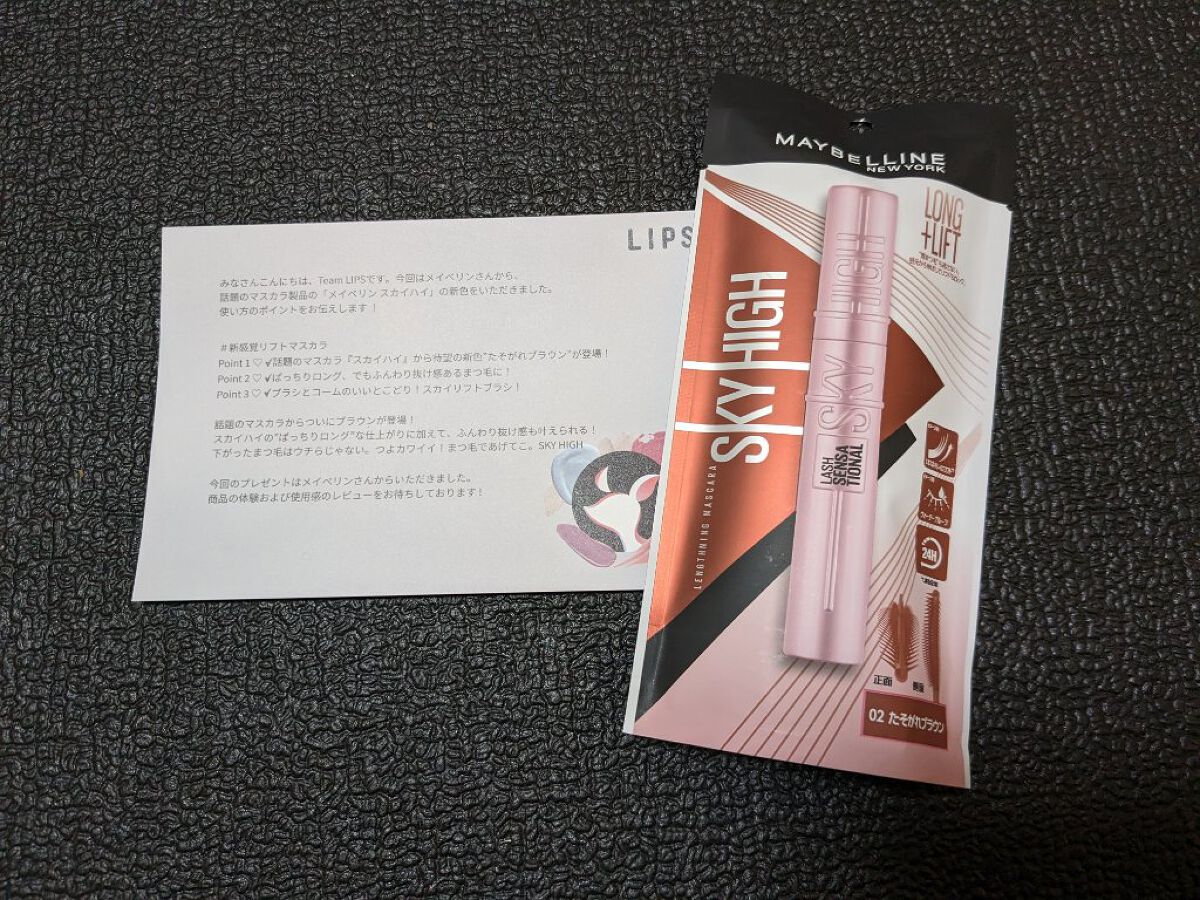 LIPS
みなさんこんにちは、Team LIPSです。今回はメイベリンさんから、
話題のマスカラ製品の「メイベリン スカイハイ」の新色をいただきました。
使い方のポイントをお伝えします！
＃新感覚リフトマスカラ
Point 1 ♡ ✔話題のマスカラ『スカイハイ』から待望の新色"たそがれブラウン"が登場！
Point 2 ♡ ✔ぱっちりロング、でもふんわり抜け感あるまつ毛に！
Point 3 ♡ ✔ブラシとコームのいいとこどり！スカイリフトブラシ！
話題のマスカラからついにブラウンが登場！
スカイハイの"ぱっちりロング"な仕上がりに加えて、ふんわり抜け感も叶えられる！
下がったまつ毛はウチらじゃない。つよカワイイ！まつ毛であげてこ。SKY HIGH
今回のプレゼントはメイベリンさんからいただきました。
商品の体験および使用感のレビューをお待ちしております！
MAYBELLINE
NEW YORK
LONG
+LIFT
SKY HIGH
LENGTHNING MASCARA
SKY HIGH
LASH
SENSA
TIONAL
24H
正面
側面
02 たそがれブラウン